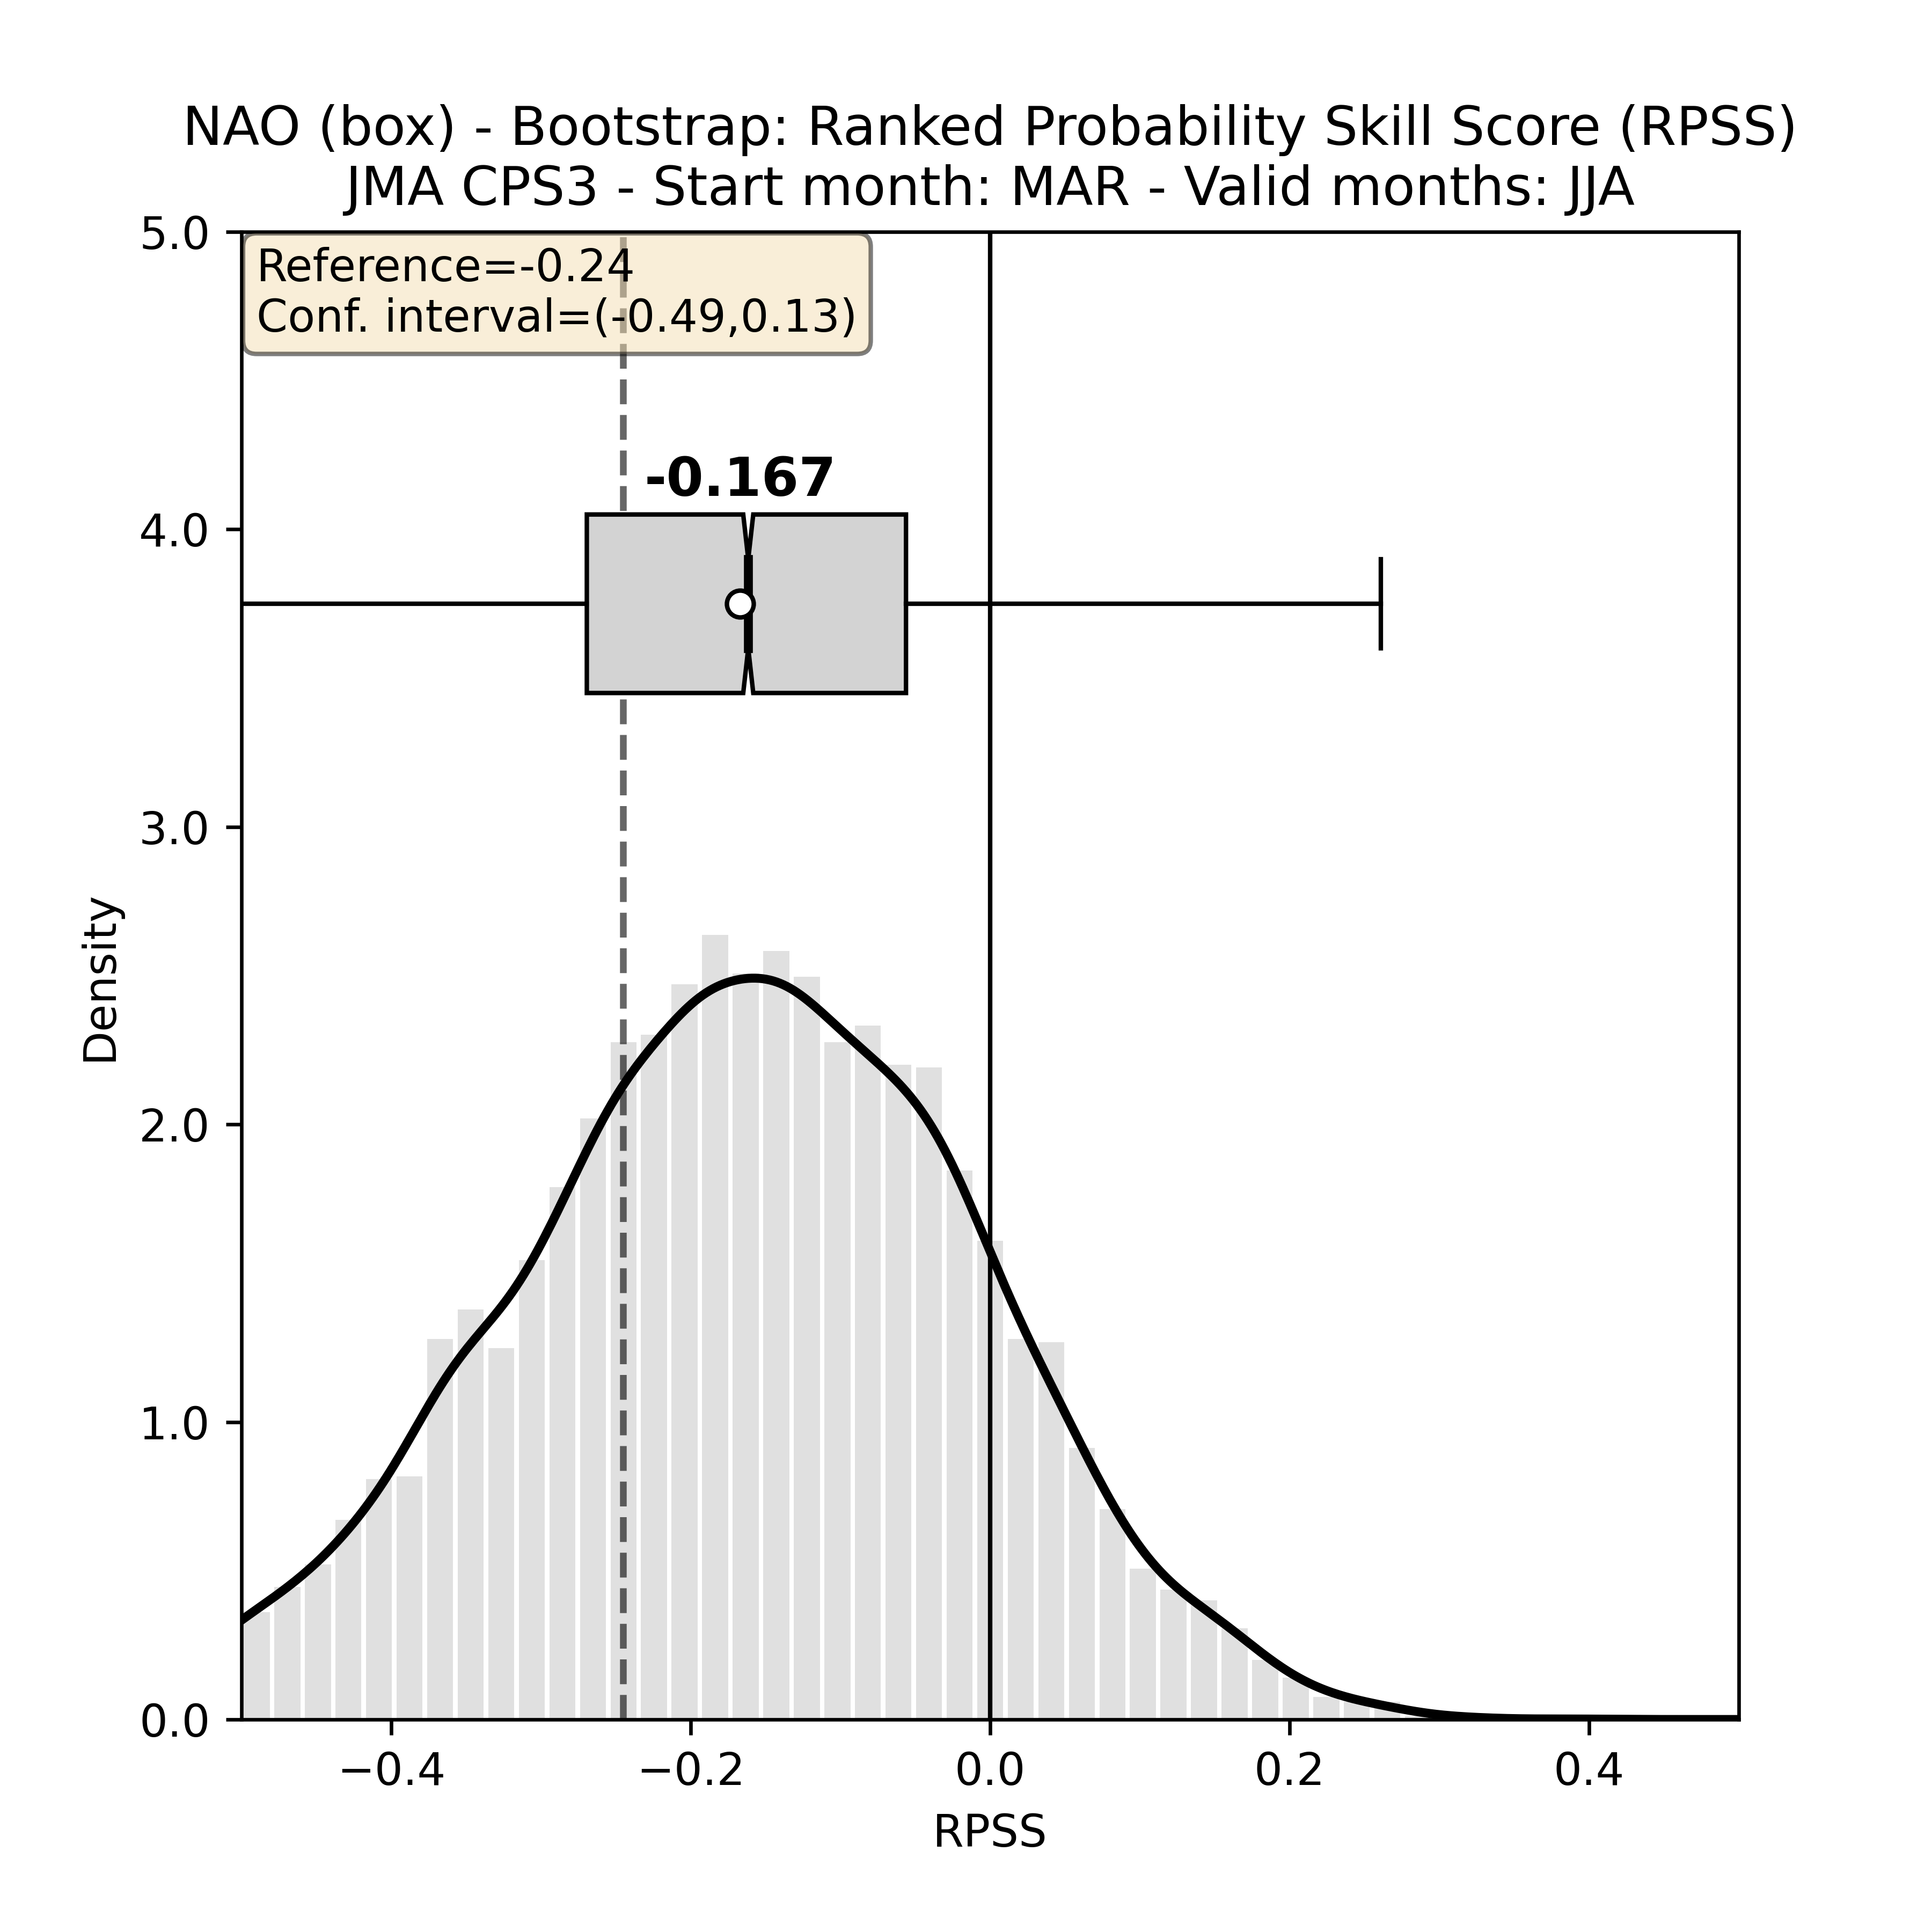 NAO (box) - Bootstrap: Ranked Probability Skill Score (RPSS)
JMA CPS3 - Start month: MAR - Valid months: JJA
Reference=-0.24
Conf. interval=(-0.49,0.13)
-0.167
5.0
4.0
3.0
2.0
1.0
0.0
Density
−0.4
−0.2
0.0
0.2
0.4
RPSS